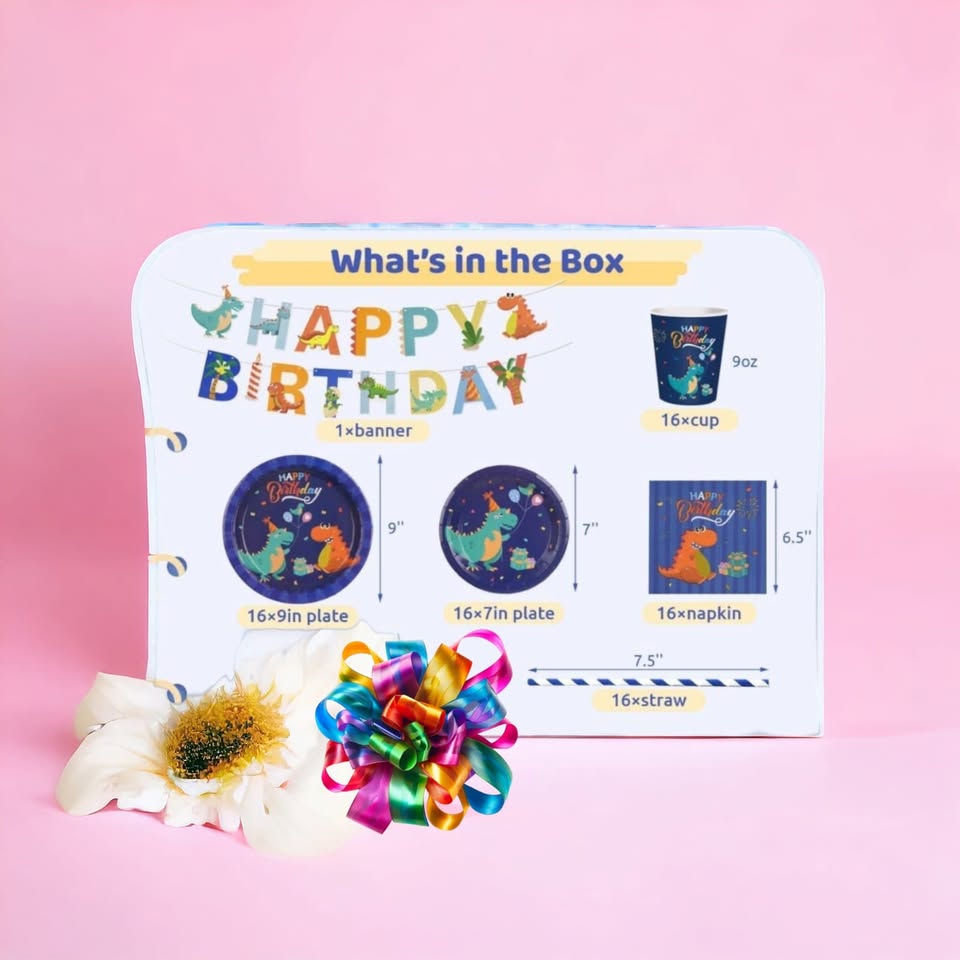 What's in the Box
HAPPY
BIRTHDAY
1×banner
HAPPY
Birthday
9oz
16×cup
HAPPY
Birthday
9''
16×9in plate
7''
16×7in plate
HAPPY
Birthday
6.5''
16×napkin
7.5''
16×straw